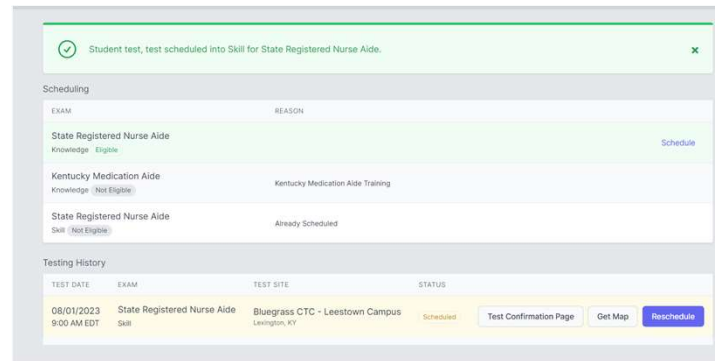 Student test, test scheduled into Skill for State Registered Nurse Aide. ×
Scheduling
EXAM REASON
State Registered Nurse Aide
Knowledge Eligible Schedule
Kentucky Medication Aide
Knowledge Not Eligible Kentucky Medication Aide Training
State Registered Nurse Aide
Skill Not Eligible Already Scheduled
Testing History
TEST DATE EXAM TEST SITE STATUS
08/01/2023 State Registered Nurse Aide Bluegrass CTC - Leestown Campus Scheduled Test Confirmation Page Get Map Reschedule
9:00 AM EDT Skill Lexington, KY